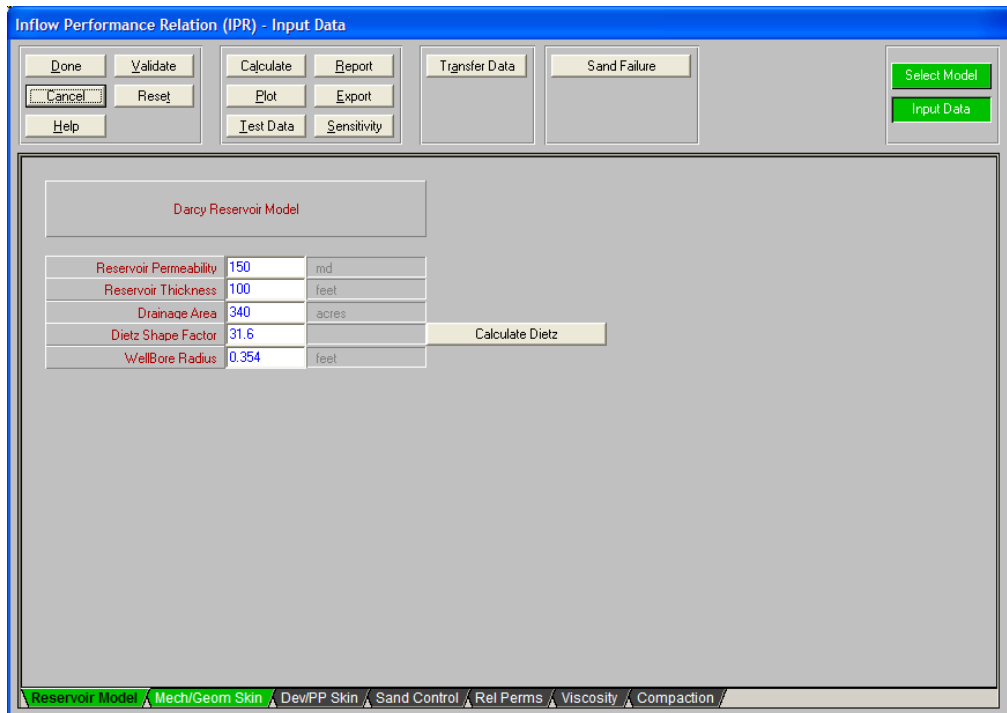 Inflow Performance Relation (IPR) - Input Data
Done Validate Calculate Report Transfer Data Sand Failure Select Model
Cancel Reset Plot Export Input Data
Help Test Data Sensitivity
Darcy Reservoir Model
Reservoir Permeability 150 md
Reservoir Thickness 100 feet
Drainage Area 340 acres
Dietz Shape Factor 31.6 Calculate Dietz
WellBore Radius 0.354 feet
Reservoir Model Mech/Geom Skin Dev/PP Skin Sand Control Rel Perms Viscosity Compaction